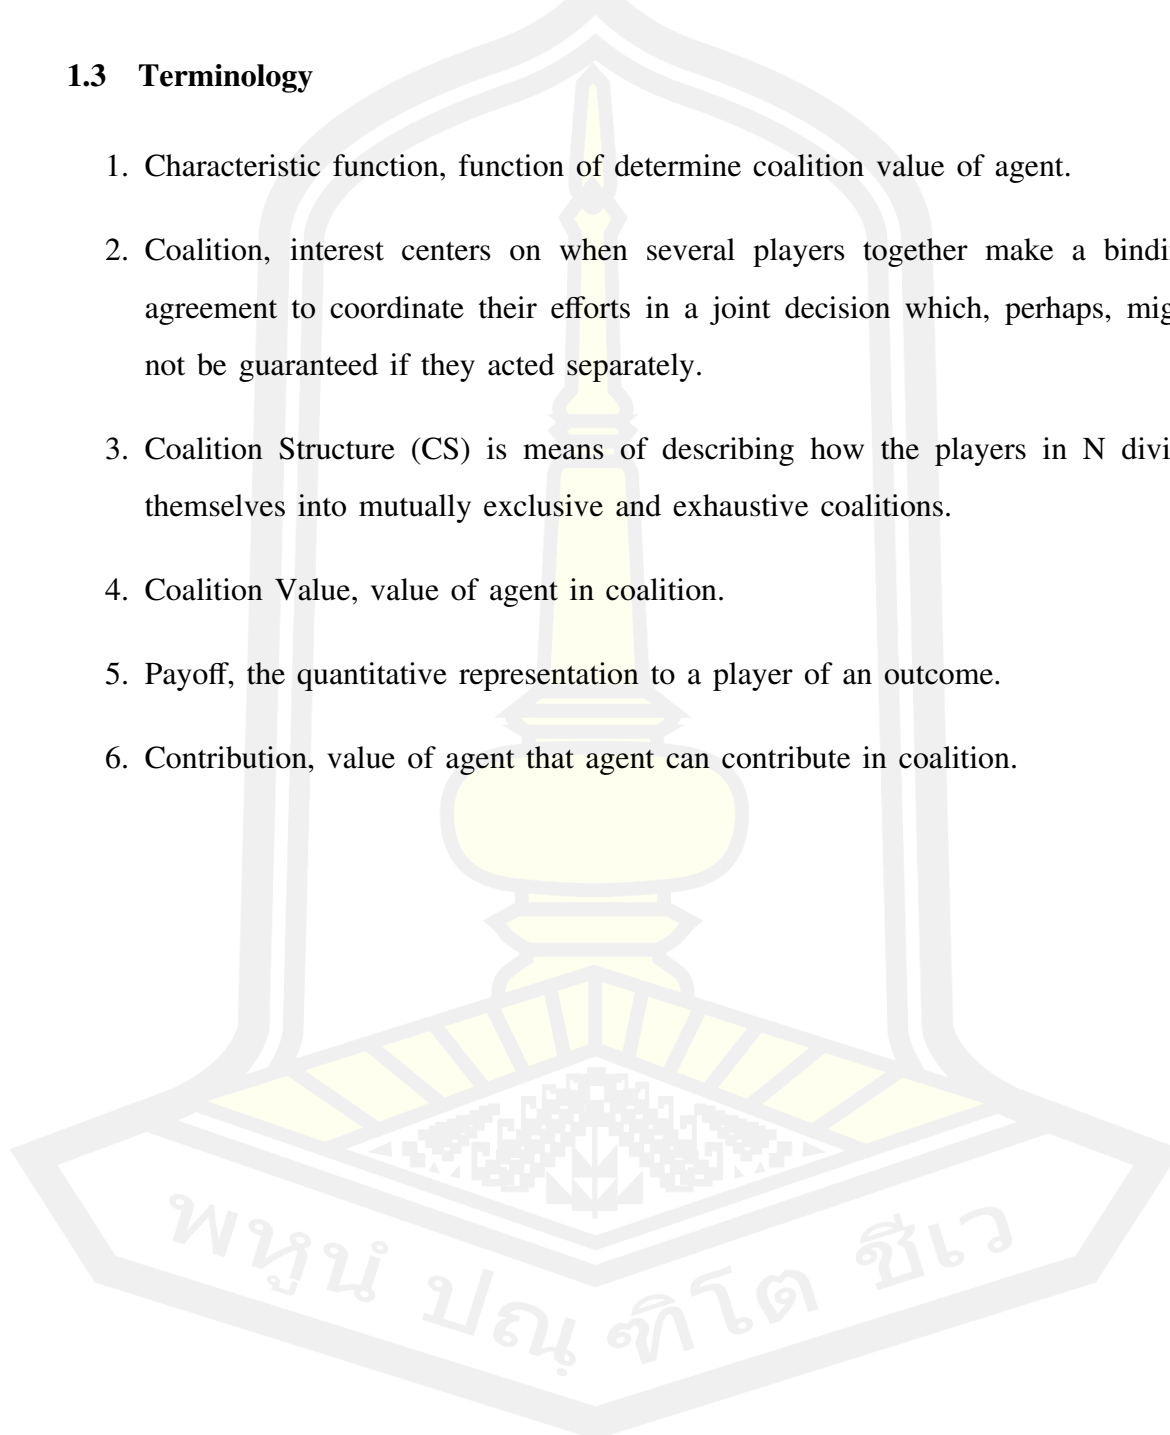 1.3 Terminology
1. Characteristic function, function of determine coalition value of agent.
2. Coalition, interest centers on when several players together make a bindi
agreement to coordinate their efforts in a joint decision which, perhaps, mig
not be guaranteed if they acted separately.
3. Coalition Structure (CS) is means of describing how the players in N divi
themselves into mutually exclusive and exhaustive coalitions.
4. Coalition Value, value of agent in coalition.
5. Payoff, the quantitative representation to a player of an outcome.
6. Contribution, value of agent that agent can contribute in coalition.
พหูนํ ปณฺฑิโต ชีเว